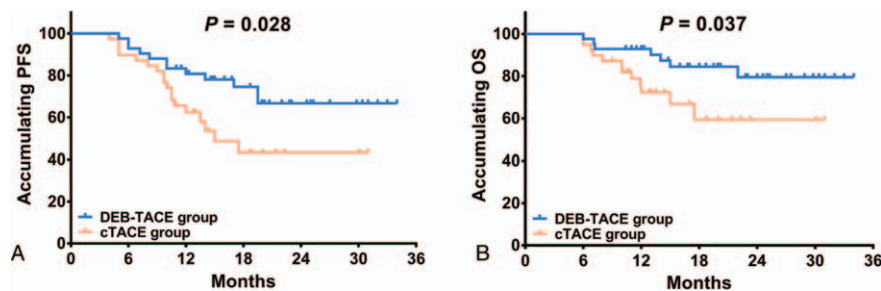 P = 0.028
Accumulating PFS
100
80
60
40
20
0
DEB-TACE group
cTACE group
0 6 12 18 24 30 36
Months
A
P = 0.037
Accumulating OS
100
80
60
40
20
0
DEB-TACE group
cTACE group
0 6 12 18 24 30 36
Months
B